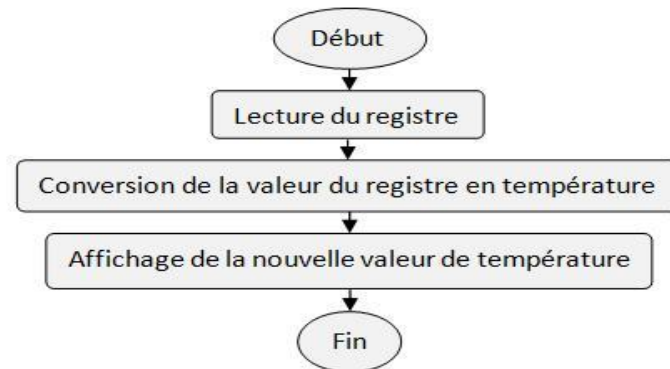 Début
Lecture du registre
Conversion de la valeur du registre en température
Affichage de la nouvelle valeur de température
Fin